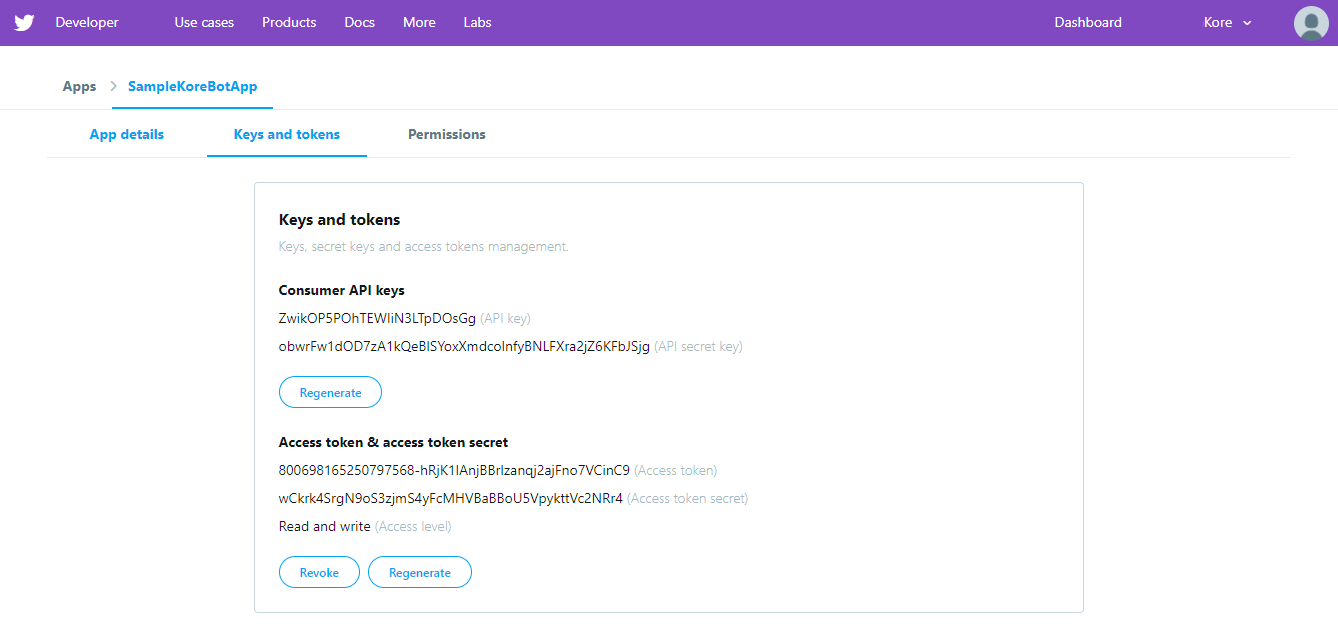 Developer Use cases Products Docs More Labs Dashboard Kore
Apps SampleKoreBotApp
App details Keys and tokens Permissions
Keys and tokens
Keys, secret keys and access tokens management.
Consumer API keys
ZwikOP5POhTEWIiN3LTpDOsGg (API key)
obwrFw1dOD7zA1kQeBISYoxXmdcoInfyBNLFXra2jZ6KFbJSjg (API secret key)
Regenerate
Access token & access token secret
800698165250797568-hRjK1IAnjBBrIzanqj2ajFno7VCinC9 (Access token)
wCkrk4SrgN9oS3zjmS4yFcMHVBaBBoU5VpykttVc2NRr4 (Access token secret)
Read and write (Access level)
Revoke Regenerate